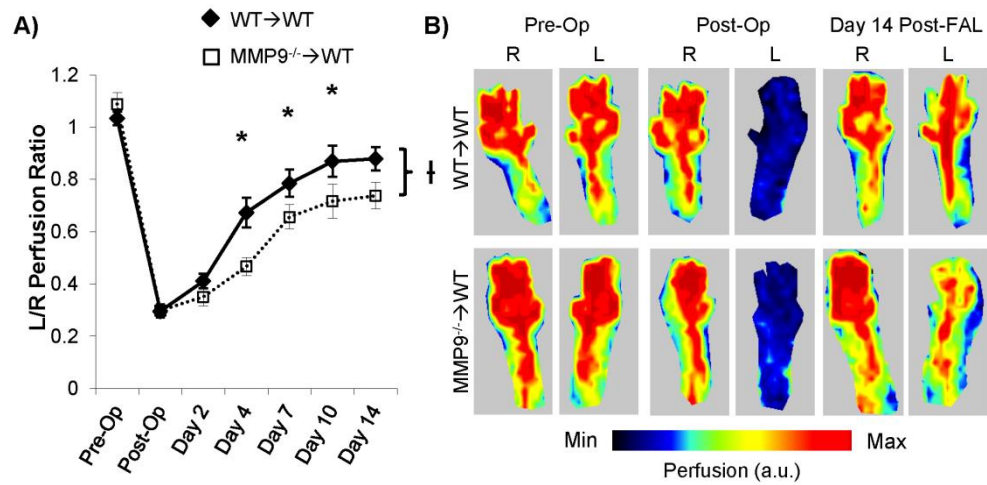 A)
WT→WT
MMP9-/-→WT
L/R Perfusion Ratio
1.2
1
0.8
0.6
0.4
0.2
0
*
*
*
ƚ
Pre-Op
Post-Op
Day 2
Day 4
Day 7
Day 10
Day 14
B)
Pre-Op Post-Op Day 14 Post-FAL
R L R L R L
WT→WT
MMP9-/-→WT
Min Max
Perfusion (a.u.)